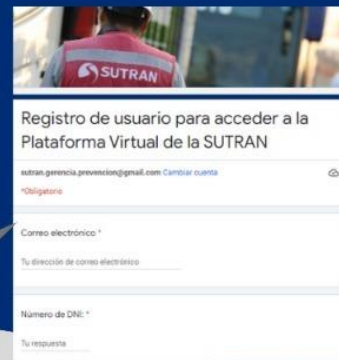 SUTRAN
Registro de usuario para acceder a la
Plataforma Virtual de la SUTRAN
sutran.gerencia.prevencion@gmail.com Cambiar cuenta
*Obligatorio
Correo electrónico *
Tu dirección de correo electrónico
Número de DNI: *
Tu respuesta